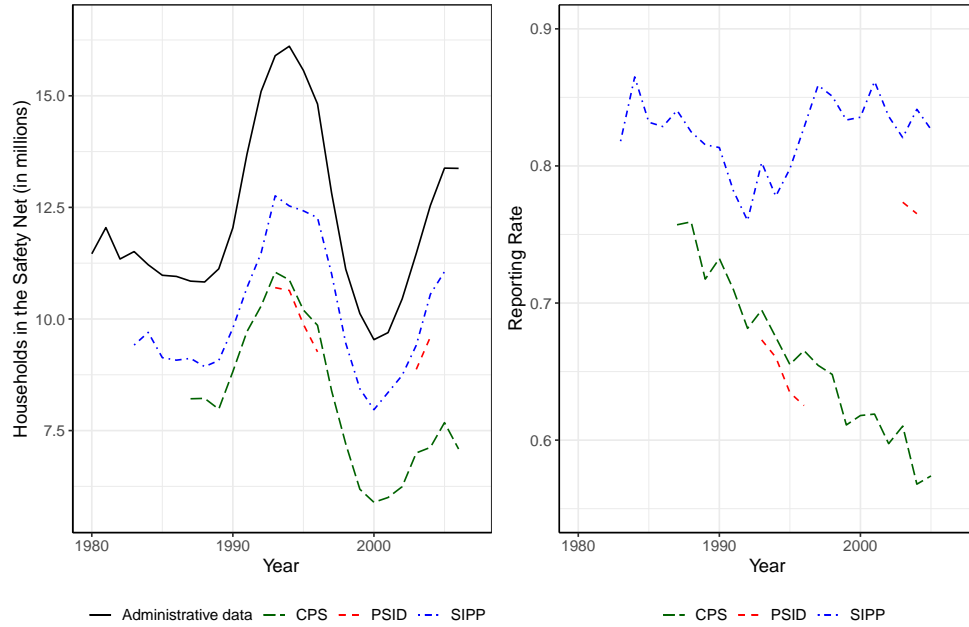 Households in the Safety Net (in millions)
15.0
12.5
10.0
7.5
1980
1990
2000
Year
Administrative data
CPS
PSID
SIPP
Reporting Rate
0.9
0.8
0.7
0.6
1980
1990
2000
Year
CPS
PSID
SIPP